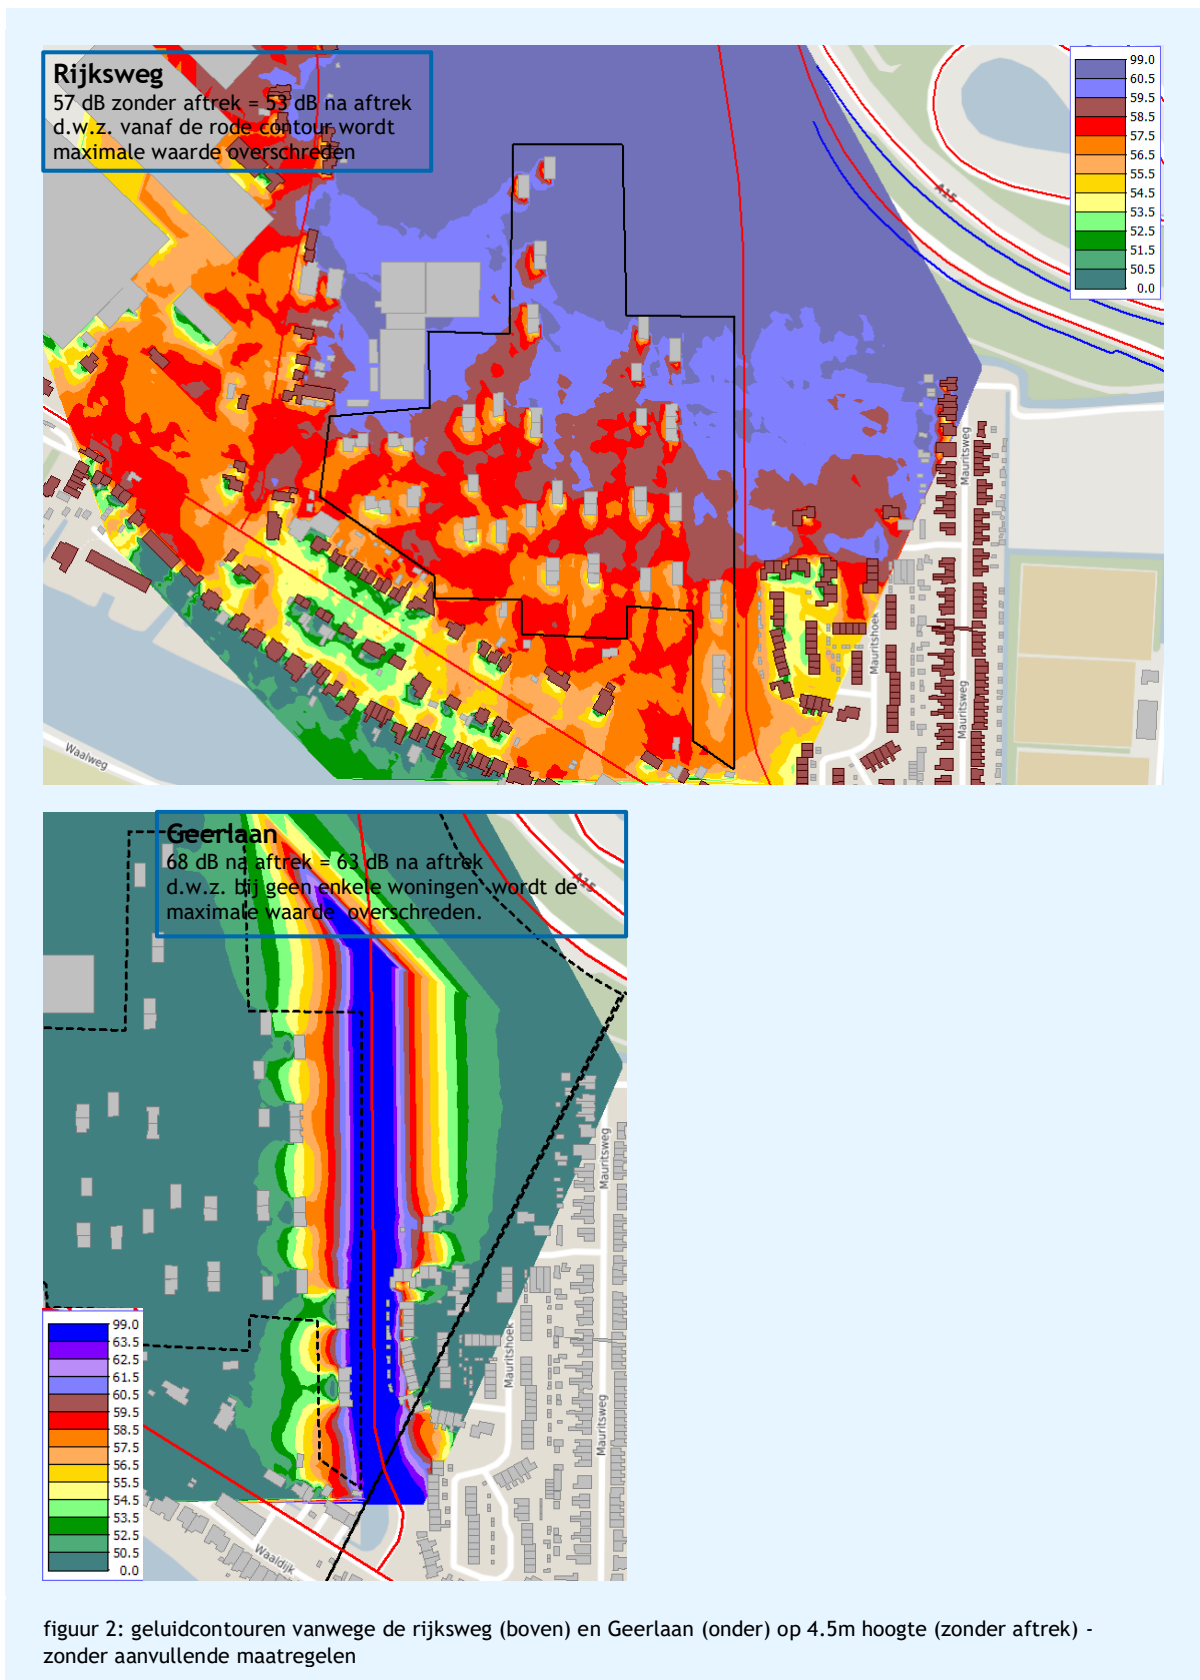 Rijksweg
57 dB zonder aftrek = 53 dB na aftrek
d.w.z. vanaf de rode contour wordt
maximale waarde overschreden
99.0
60.5
59.5
58.5
57.5
56.5
55.5
54.5
53.5
52.5
51.5
50.5
0.0
A15
Mauritsweg
Mauritshoek
Mauritsweg
Waalweg
Geerlaan
68 dB na aftrek = 63 dB na aftrek
d.w.z. bij geen enkele woningen wordt de
maximale waarde overschreden.
A15
Mauritsweg
Mauritshoek
Mauritsweg
Waaldijk
99.0
63.5
62.5
61.5
60.5
59.5
58.5
57.5
56.5
55.5
54.5
53.5
52.5
50.5
0.0
figuur 2: geluidcontouren vanwege de rijksweg (boven) en Geerlaan (onder) op 4.5m hoogte (zonder aftrek) -
zonder aanvullende maatregelen